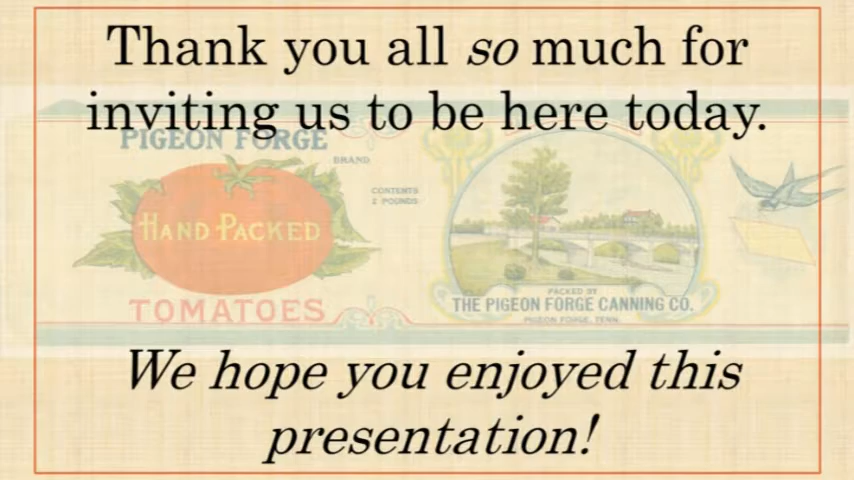 Thank you all so much for
inviting us to be here today.
PIGEON FORGE
BRAND
CONTENTS
2 POUNDS
HAND PACKED
TOMATOES
PACKED BY
THE PIGEON FORGE CANNING CO.
PIGEON FORGE, TENN.
We hope you enjoyed this
presentation!